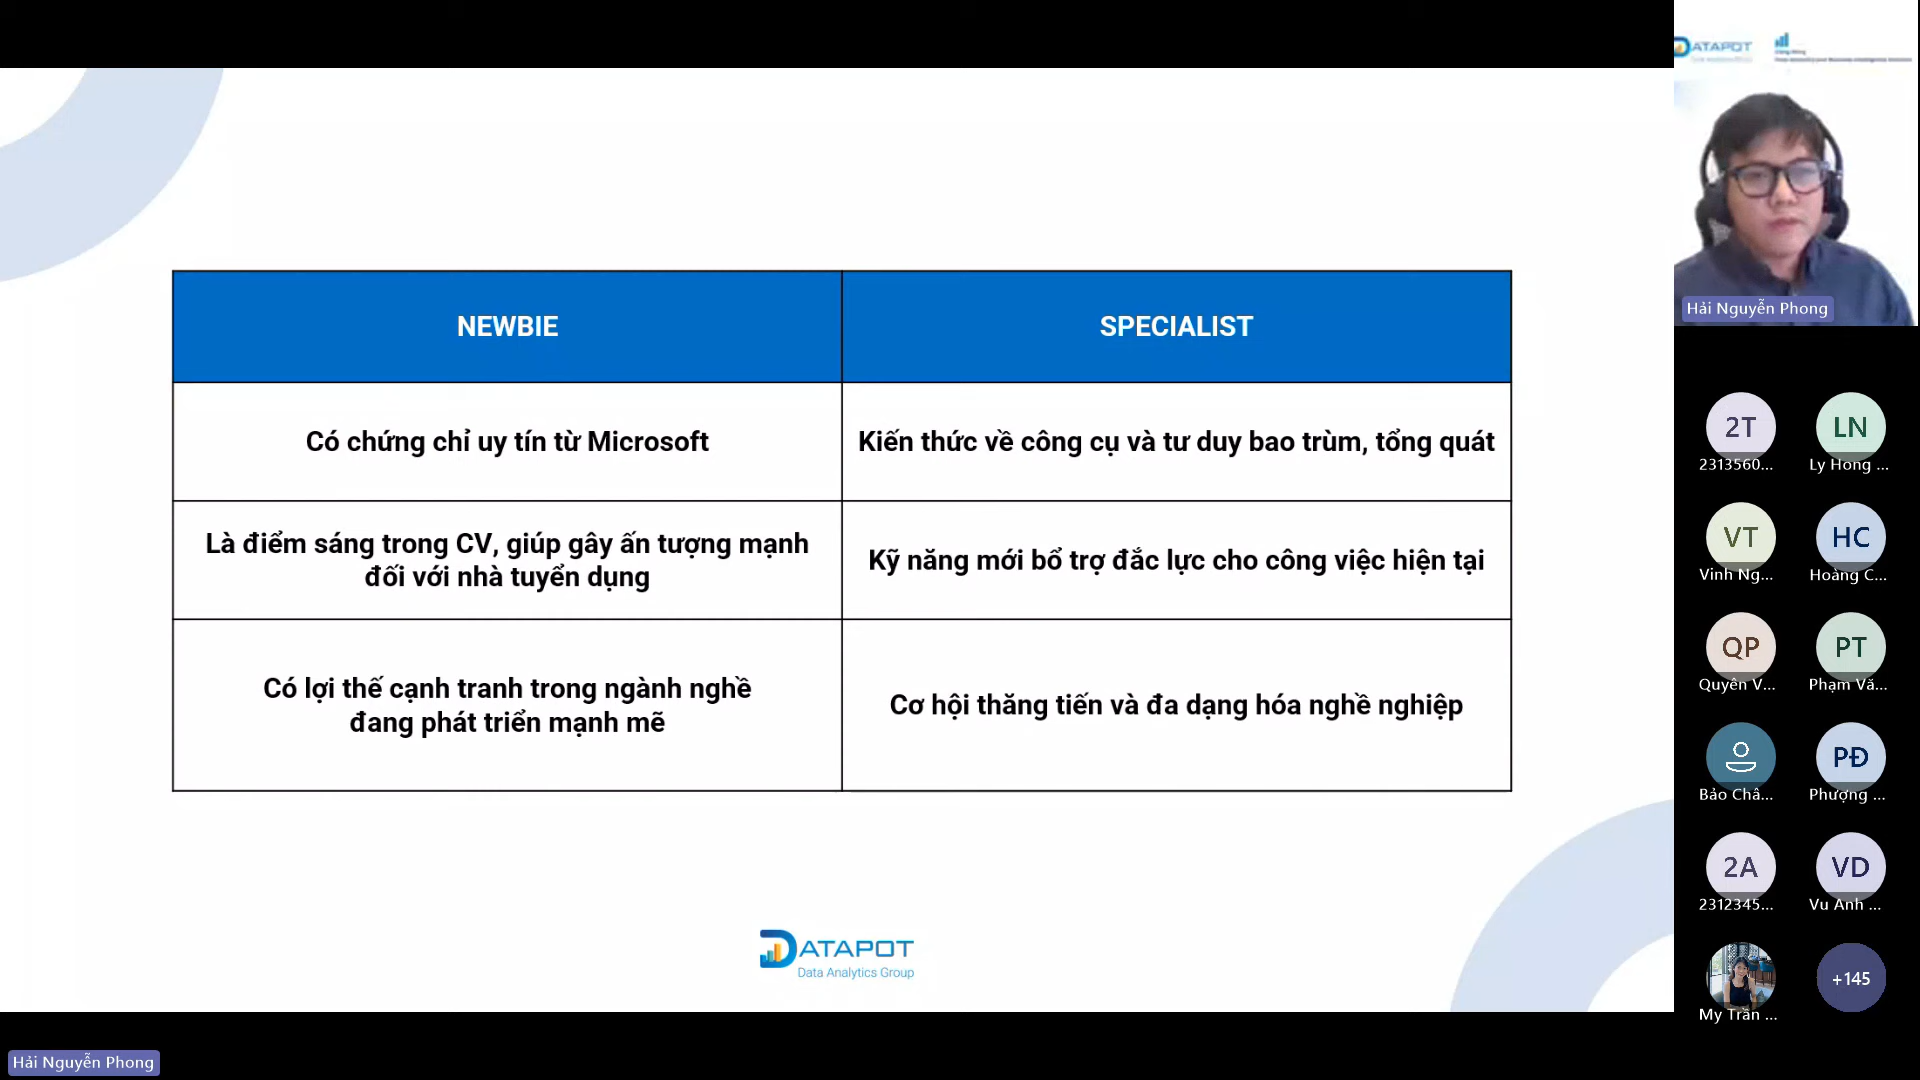 NEWBIE
SPECIALIST
Có chứng chỉ uy tín từ Microsoft
Kiến thức về công cụ và tư duy bao trùm, tổng quát
Là điểm sáng trong CV, giúp gây ấn tượng mạnh
đối với nhà tuyển dụng
Kỹ năng mới bổ trợ đắc lực cho công việc hiện tại
Có lợi thế cạnh tranh trong ngành nghề
đang phát triển mạnh mẽ
Cơ hội thăng tiến và đa dạng hóa nghề nghiệp
DATAPOT
Data Analytics Group
Hải Nguyễn Phong
DATAPOT
Hải Nguyễn Phong
2T
LN
2313560...
Ly Hong ...
VT
HC
Vinh Ng...
Hoàng C...
QP
PT
Quyên V...
Phạm Vă...
PĐ
Bảo Châ...
Phượng ...
2A
VD
2312345...
Vu Anh ...
+145
My Trần ...